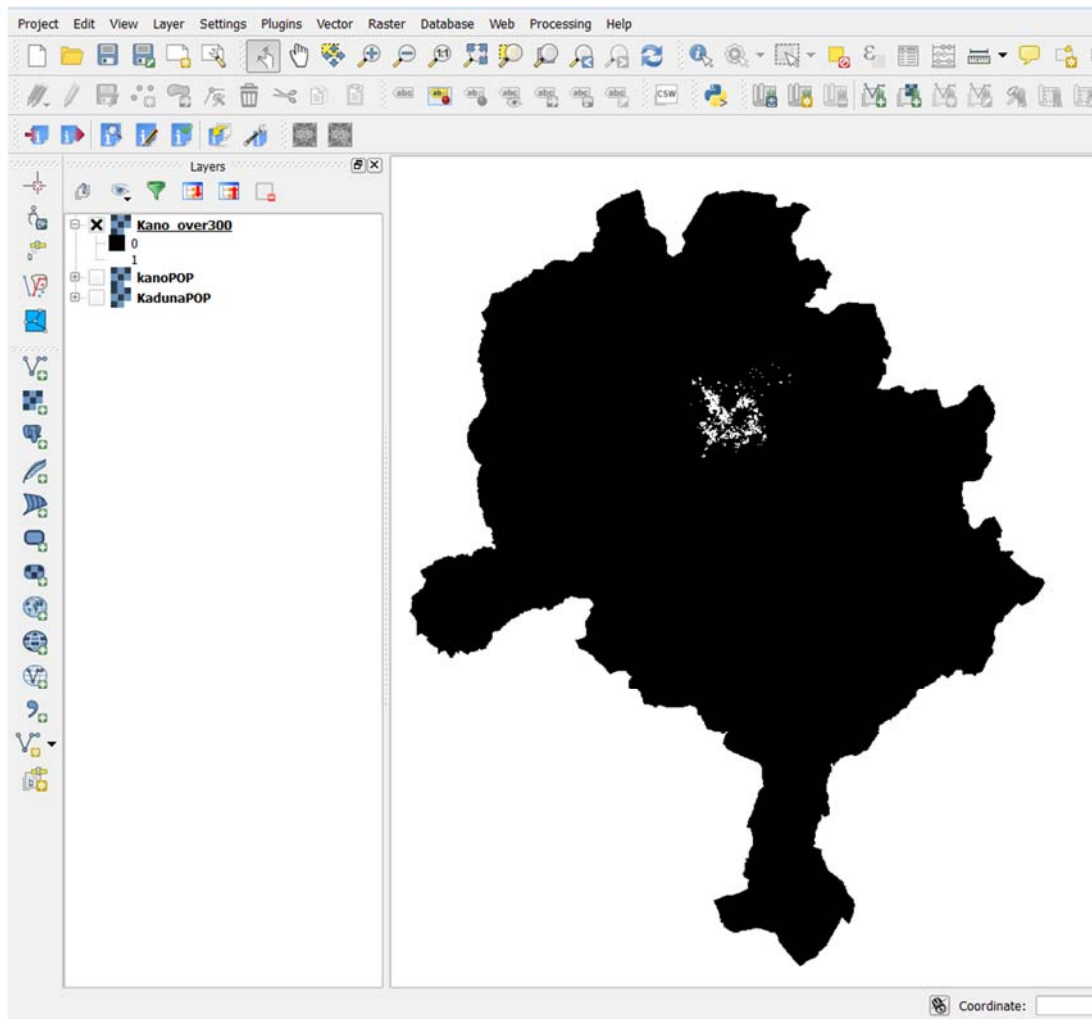 Project Edit View Layer Settings Plugins Vector Raster Database Web Processing Help
CSW
Layers
Kano_over300
0
1
kanoPOP
KadunaPOP
Coordinate: